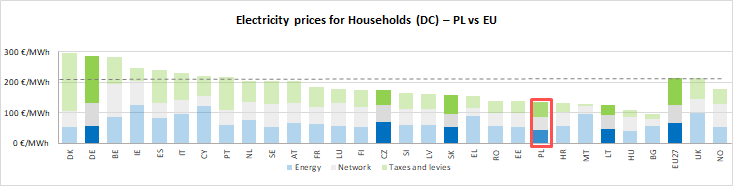 Electricity prices for Households (DC) – PL vs EU
300 €/MWh
200 €/MWh
100 €/MWh
0 €/MWh
DK DE BE IE ES IT CY PT NL SE AT FR LU FI CZ SI LV SK EL RO EE PL HR MT LT HU BG EU27 UK NO
Energy Network Taxes and levies